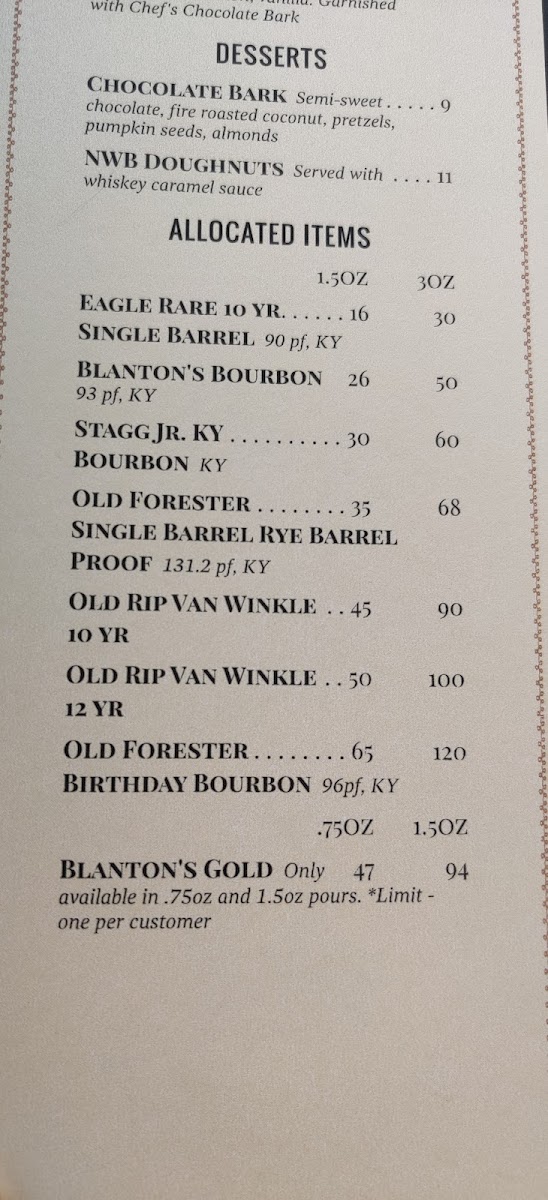 vanilla. Garnished
with Chef's Chocolate Bark
DESSERTS
CHOCOLATE BARK Semi-sweet . . . . . 9
chocolate, fire roasted coconut, pretzels,
pumpkin seeds, almonds
NWB DOUGHNUTS Served with . . . . 11
whiskey caramel sauce
ALLOCATED ITEMS
1.5OZ 3OZ
EAGLE RARE 10 YR. . . . . . 16 30
SINGLE BARREL 90 pf, KY
BLANTON'S BOURBON 26 50
93 pf, KY
STAGG JR. KY . . . . . . . . . . 30 60
BOURBON KY
OLD FORESTER . . . . . . . . 35 68
SINGLE BARREL RYE BARREL
PROOF 131.2 pf, KY
OLD RIP VAN WINKLE . . 45 90
10 YR
OLD RIP VAN WINKLE . . 50 100
12 YR
OLD FORESTER . . . . . . . . 65 120
BIRTHDAY BOURBON 96pf, KY
.75OZ 1.5OZ
BLANTON'S GOLD Only 47 94
available in .75oz and 1.5oz pours. *Limit -
one per customer